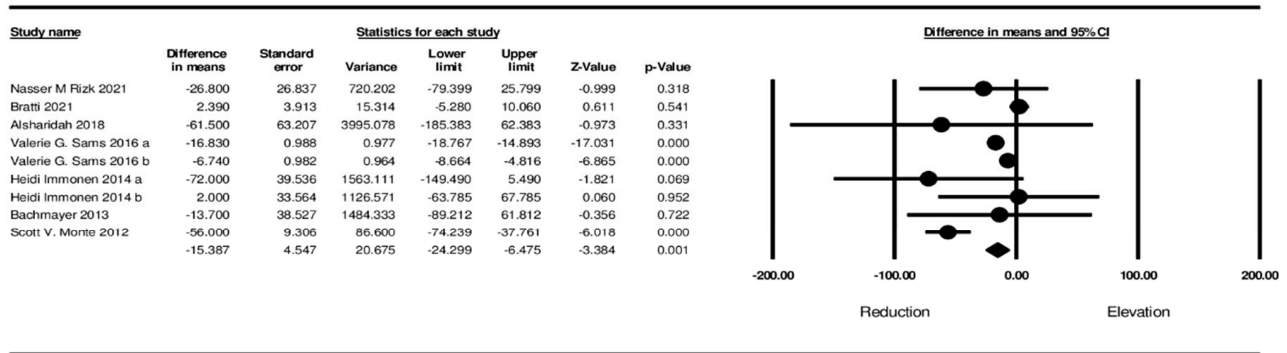 Study name Statistics for each study Difference in means and 95% CI
Difference in means Standard error Variance Lower limit Upper limit Z-Value p-Value
Nasser M Rizk 2021 -26.800 26.837 720.202 -79.399 25.799 -0.999 0.318
Bratti 2021 2.390 3.913 15.314 -5.280 10.060 0.611 0.541
Alsharidah 2018 -61.500 63.207 3995.078 -185.383 62.383 -0.973 0.331
Valerie G. Sams 2016 a -16.830 0.988 0.977 -18.767 -14.893 -17.031 0.000
Valerie G. Sams 2016 b -6.740 0.982 0.964 -8.664 -4.816 -6.865 0.000
Heidi Immonen 2014 a -72.000 39.536 1563.111 -149.490 5.490 -1.821 0.069
Heidi Immonen 2014 b 2.000 33.564 1126.571 -63.785 67.785 0.060 0.952
Bachmayer 2013 -13.700 38.527 1484.333 -89.212 61.812 -0.356 0.722
Scott V. Monte 2012 -56.000 9.306 86.600 -74.239 -37.761 -6.018 0.000
-15.387 4.547 20.675 -24.299 -6.475 -3.384 0.001
-200.00 -100.00 0.00 100.00 200.00
Reduction Elevation